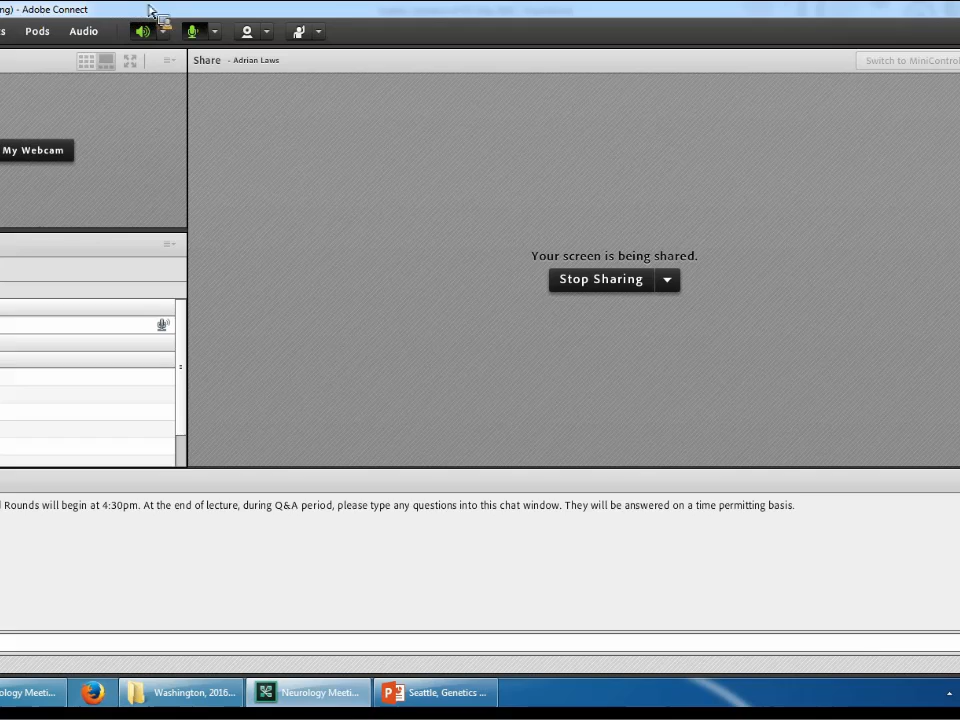 ng) - Adobe Connect
s Pods Audio
Share - Adrian Laws
Switch to MiniControl
My Webcam
Your screen is being shared.
Stop Sharing
Rounds will begin at 4:30pm. At the end of lecture, during Q&A period, please type any questions into this chat window. They will be answered on a time permitting basis.
ology Meeti... Washington, 2016... Neurology Meeti... Seattle, Genetics ...